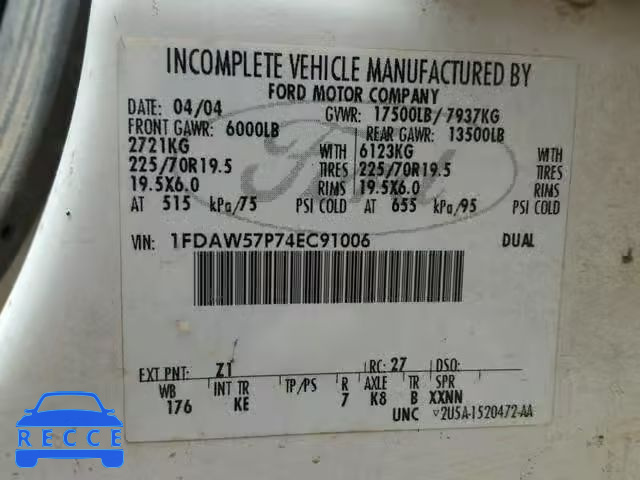 INCOMPLETE VEHICLE MANUFACTURED BY
FORD MOTOR COMPANY
DATE: 04/04 GVWR: 17500LB/ 7937KG
FRONT GAWR: 6000LB REAR GAWR: 13500LB
2721KG WITH 6123KG WITH
225/70R19.5 TIRES 225/70R19.5 TIRES
19.5X6.0 RIMS 19.5X6.0 RIMS
AT 515 kPa/75 PSI COLD AT 655 kPa/95 PSI COLD
Ford
VIN: 1FDAW57P74EC91006 DUAL
EXT PNT: Z1 RC: 27 DSO:
WB INT TR TP/PS R AXLE TR SPR
176 KE 7 K8 B XXNN
UNC ▽2U5A-1520472-AA
RECCE